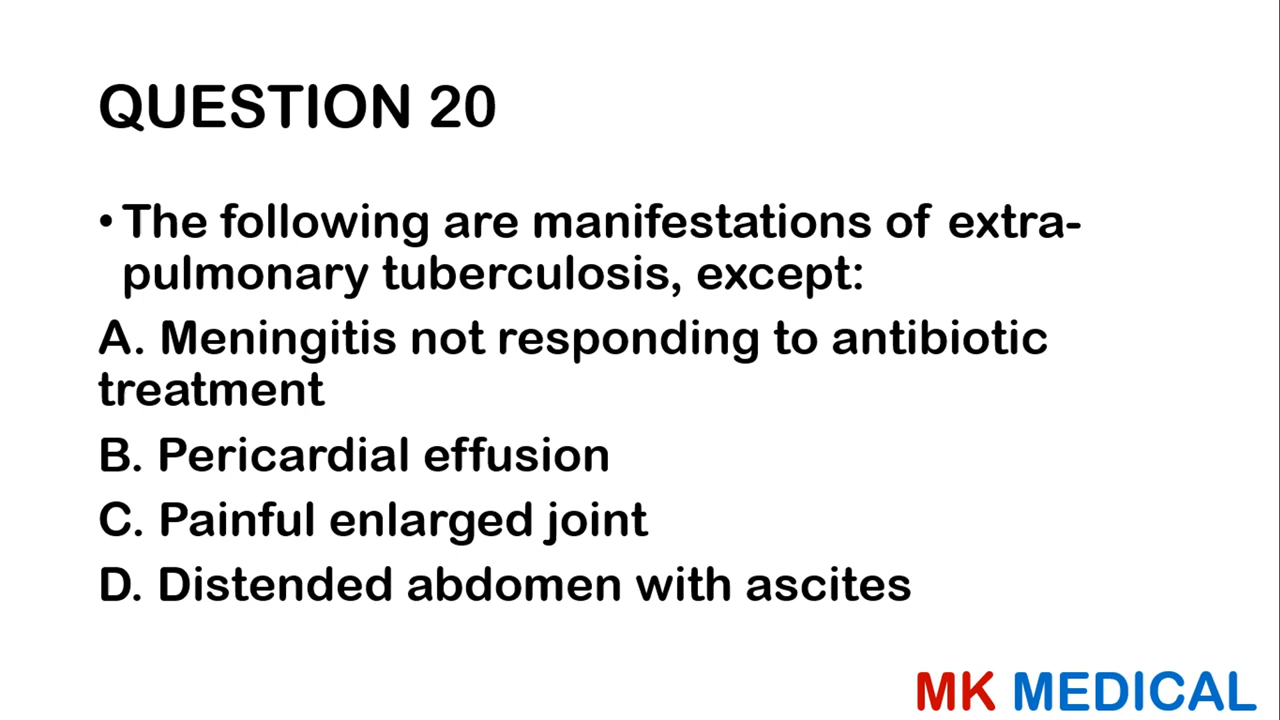 QUESTION 20
• The following are manifestations of extra-
pulmonary tuberculosis, except:
A. Meningitis not responding to antibiotic
treatment
B. Pericardial effusion
C. Painful enlarged joint
D. Distended abdomen with ascites
MK MEDICAL